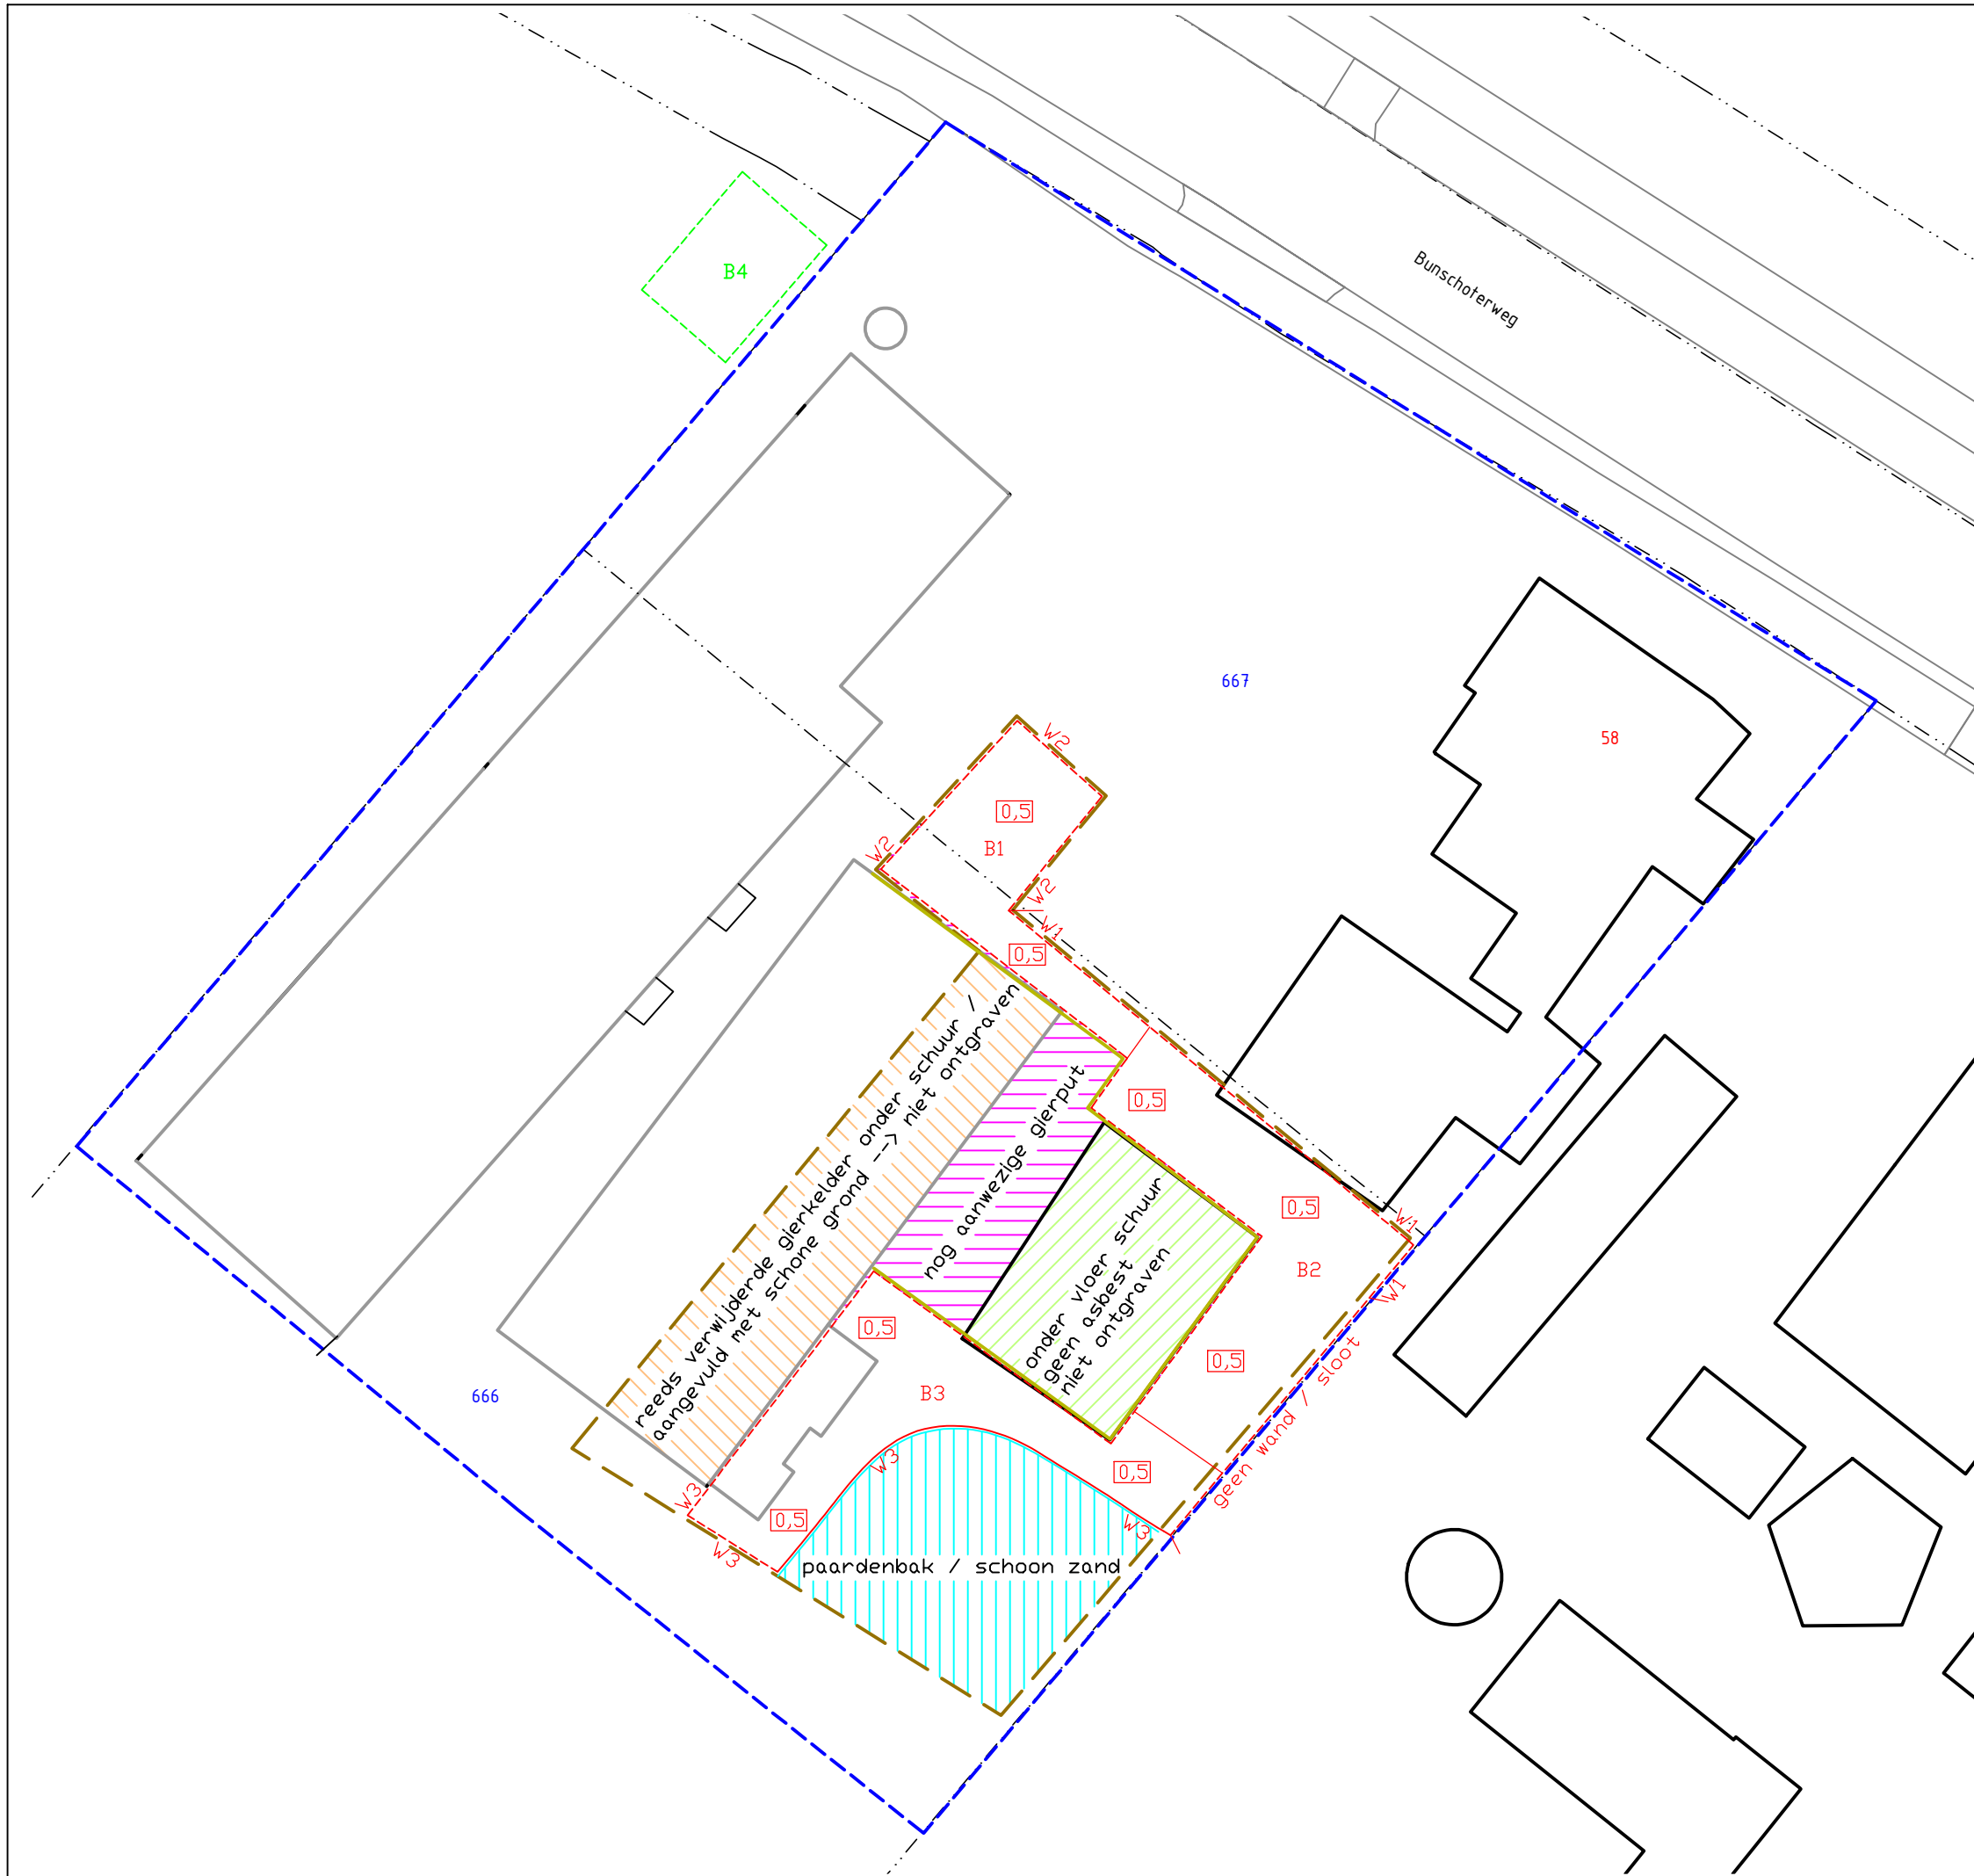 B4
Bunschoterweg
667
58
W2
0,5
B1
W2
W2
W1
0,5
reeds verwijderde gierkelder onder schuur /
aangevuld met schone grond --> niet ontgraven
nog aanwezige gierput
0,5
onder vloer schuur
geen asbest
niet ontgraven
0,5
W1
B2
W1
0,5
0,5
B3
666
geen wand / sloot
W3
0,5
W3
0,5
W3
W3
paardenbak / schoon zand